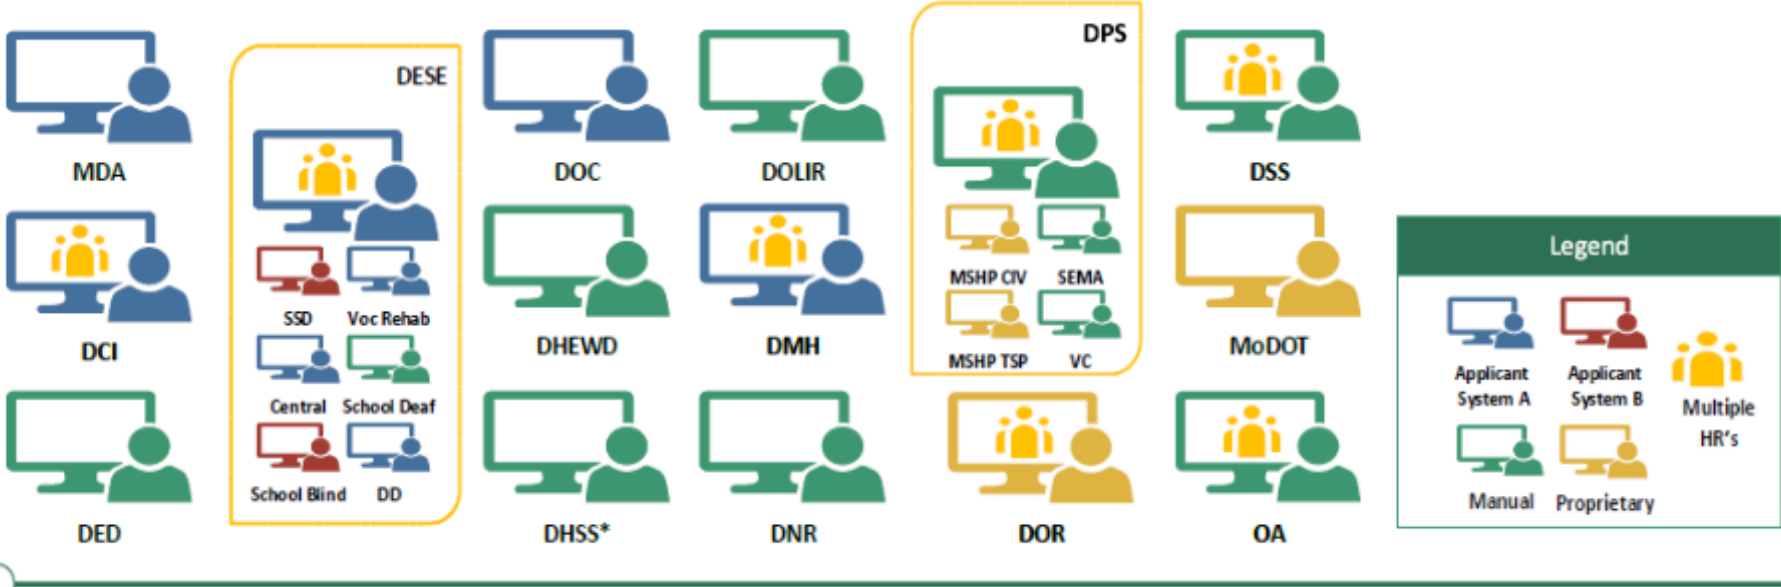 DPS
DESE
MDA
DOC
DOLIR
DSS
MSHP CIV
SEMA
SSD
Voc Rehab
DCI
DHEWD
DMH
MSHP TSP
VC
MoDOT
Central
School Deaf
School Blind
DD
DED
DHSS*
DNR
DOR
OA
Legend
Applicant
System A
Applicant
System B
Multiple
HR's
Manual
Proprietary